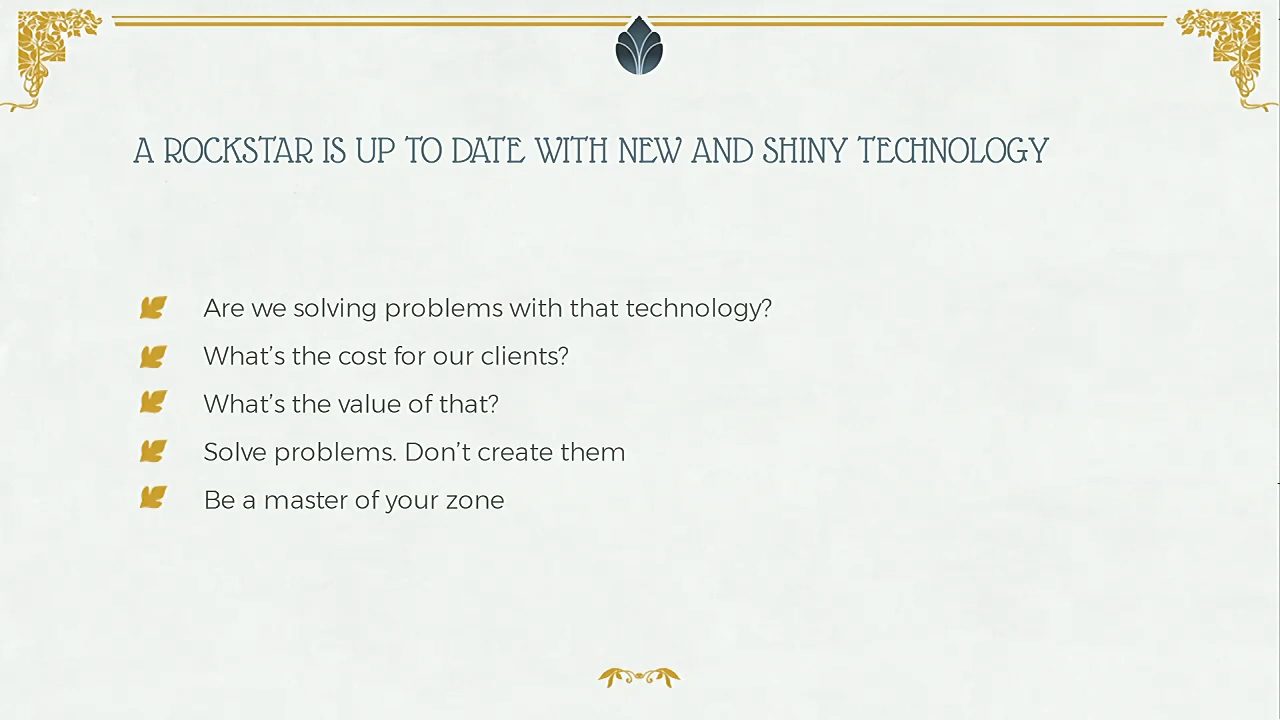 A ROCKSTAR IS UP TO DATE WITH NEW AND SHINY TECHNOLOGY
Are we solving problems with that technology?
What’s the cost for our clients?
What’s the value of that?
Solve problems. Don’t create them
Be a master of your zone